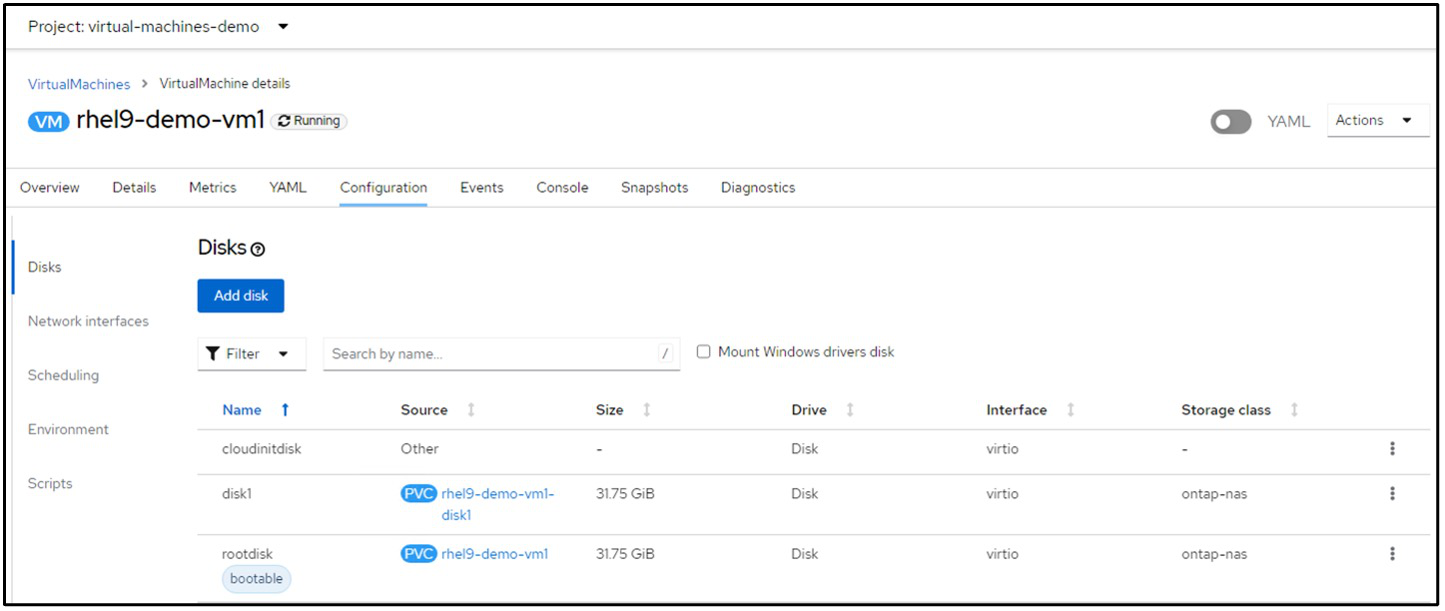 Project: virtual-machines-demo
VirtualMachines > VirtualMachine details
VM rhel9-demo-vm1 Running
YAML Actions
Overview Details Metrics YAML Configuration Events Console Snapshots Diagnostics
Disks
Network interfaces
Scheduling
Environment
Scripts
Disks
Add disk
Filter Search by name... / Mount Windows drivers disk
Name Source Size Drive Interface Storage class
cloudinitdisk Other - Disk virtio -
disk1 PVC rhel9-demo-vm1- 31.75 GiB Disk virtio ontap-nas
disk1
rootdisk PVC rhel9-demo-vm1 31.75 GiB Disk virtio ontap-nas
bootable